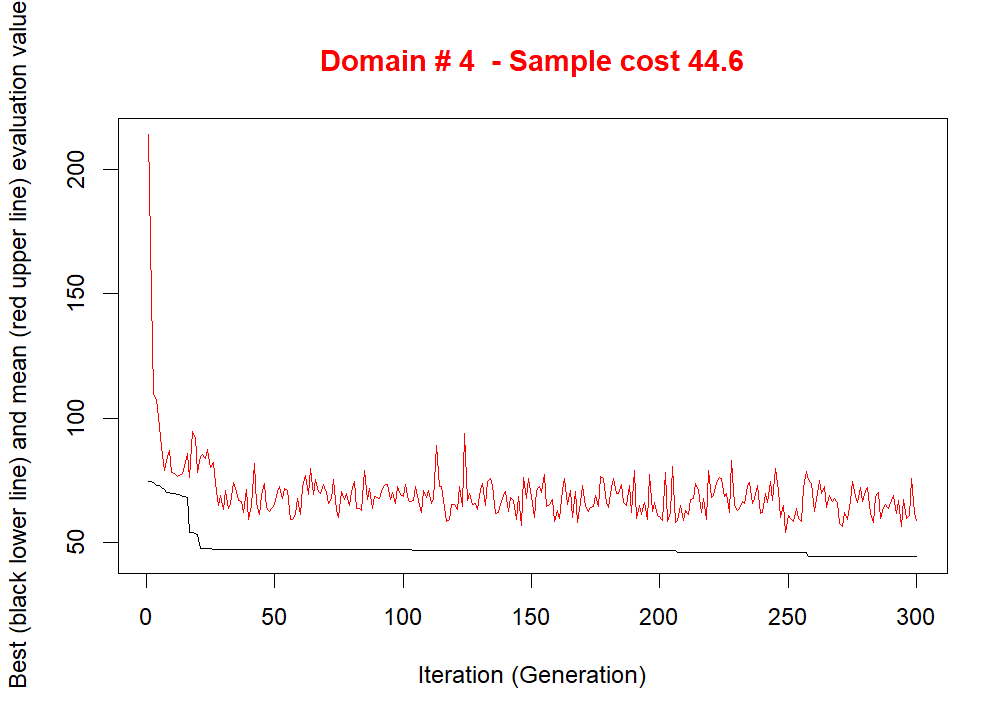 Domain # 4  - Sample cost 44.6
Best (black lower line) and mean (red upper line) evaluation value
200
150
100
50
0 50 100 150 200 250 300
Iteration (Generation)